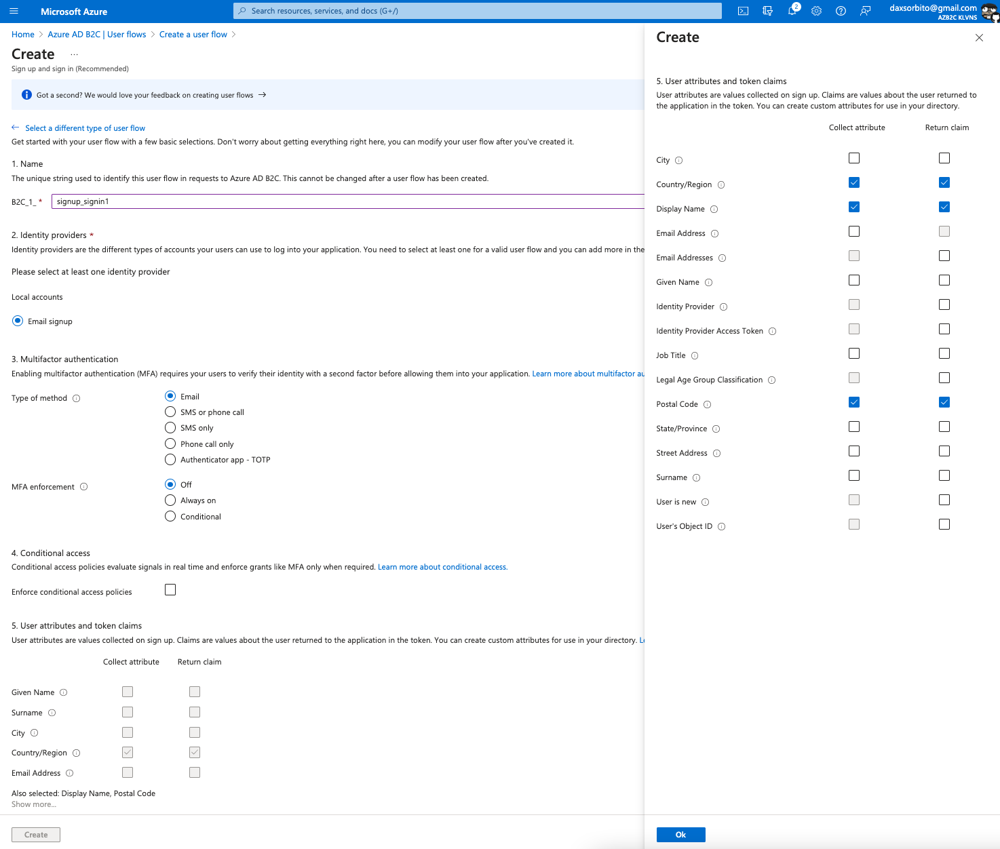 Microsoft Azure
Search resources, services, and docs (G+/)
2
daxsorbito@gmail.com
AZB2C KLVNS
Home > Azure AD B2C | User flows > Create a user flow >
Create ...
Sign up and sign in (Recommended)
Got a second? We would love your feedback on creating user flows →
← Select a different type of user flow
Get started with your user flow with a few basic selections. Don't worry about getting everything right here, you can modify your user flow after you've created it.
1. Name
The unique string used to identify this user flow in requests to Azure AD B2C. This cannot be changed after a user flow has been created.
B2C_1_ * signup_signin1
2. Identity providers *
Identity providers are the different types of accounts your users can use to log into your application. You need to select at least one for a valid user flow and you can add more in the
Please select at least one identity provider
Local accounts
Email signup
3. Multifactor authentication
Enabling multifactor authentication (MFA) requires your users to verify their identity with a second factor before allowing them into your application. Learn more about multifactor au
Type of method
Email
SMS or phone call
SMS only
Phone call only
Authenticator app - TOTP
MFA enforcement
Off
Always on
Conditional
4. Conditional access
Conditional access policies evaluate signals in real time and enforce grants like MFA only when required. Learn more about conditional access.
Enforce conditional access policies
5. User attributes and token claims
User attributes are values collected on sign up. Claims are values about the user returned to the application in the token. You can create custom attributes for use in your directory. Le
Collect attribute Return claim
Given Name
Surname
City
Country/Region
Email Address
Also selected: Display Name, Postal Code
Show more...
Create
Create
5. User attributes and token claims
User attributes are values collected on sign up. Claims are values about the user returned to
the application in the token. You can create custom attributes for use in your directory.
Collect attribute Return claim
City
Country/Region
Display Name
Email Address
Email Addresses
Given Name
Identity Provider
Identity Provider Access Token
Job Title
Legal Age Group Classification
Postal Code
State/Province
Street Address
Surname
User is new
User's Object ID
Ok